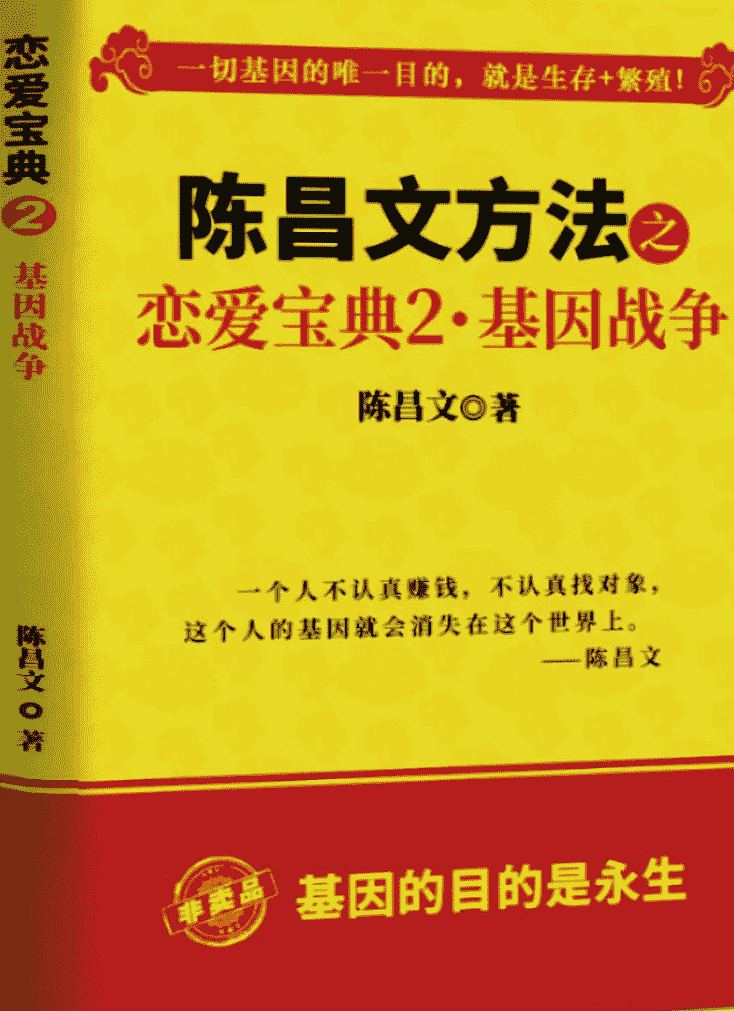 一切基因的唯一目的，就是生存+繁殖！
陈昌文方法之
恋爱宝典2·基因战争
陈昌文◎著
一个人不认真赚钱，不认真找对象，
这个人的基因就会消失在这个世界上。
——陈昌文
非卖品
基因的目的是永生
恋爱宝典2
基因战争
陈昌文◎著